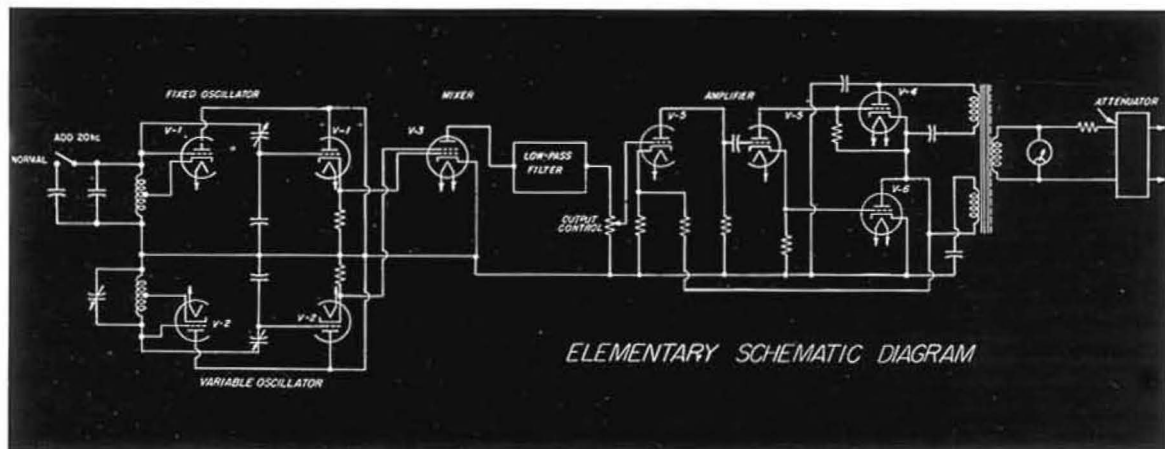 FIXED OSCILLATOR
MIXER
AMPLIFIER
ATTENUATOR
V-1
V-1
V-3
V-5
V-5
V-4
ADD 20kc
NORMAL
LOW-PASS
FILTER
OUTPUT
CONTROL
V-6
V-2
V-2
VARIABLE OSCILLATOR
ELEMENTARY SCHEMATIC DIAGRAM